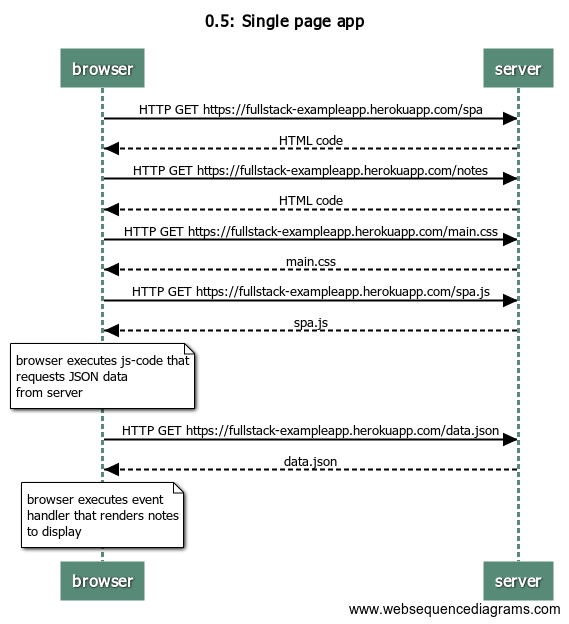 0.5: Single page app
browser
server
HTTP GET https://fullstack-exampleapp.herokuapp.com/spa
HTML code
HTTP GET https://fullstack-exampleapp.herokuapp.com/notes
HTML code
HTTP GET https://fullstack-exampleapp.herokuapp.com/main.css
main.css
HTTP GET https://fullstack-exampleapp.herokuapp.com/spa.js
spa.js
browser executes js-code that
requests JSON data
from server
HTTP GET https://fullstack-exampleapp.herokuapp.com/data.json
data.json
browser executes event
handler that renders notes
to display
browser
server
www.websequencediagrams.com